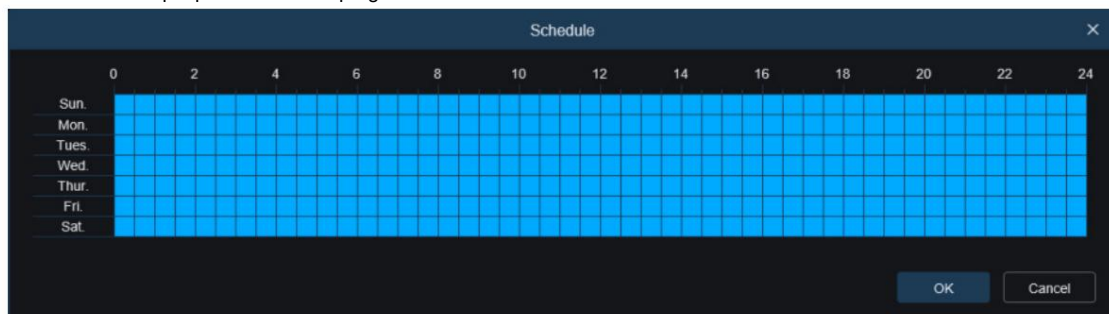 Schedule ×
0 2 4 6 8 10 12 14 16 18 20 22 24
Sun.
Mon.
Tues.
Wed.
Thur.
Fri.
Sat.
OK Cancel